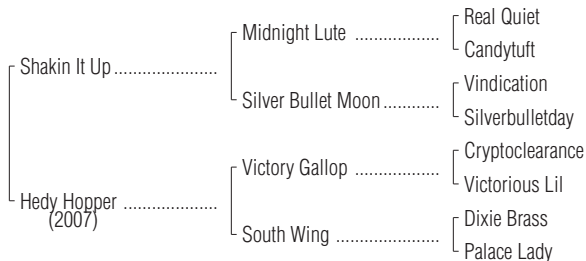 Real Quiet
Midnight Lute ..................
Candytuft
Shakin It Up ......................
Vindication
Silver Bullet Moon ............
Silverbulletday
Cryptoclearance
Victory Gallop ..................
Victorious Lil
Hedy Hopper ....................
(2007)
Dixie Brass
South Wing ......................
Palace Lady